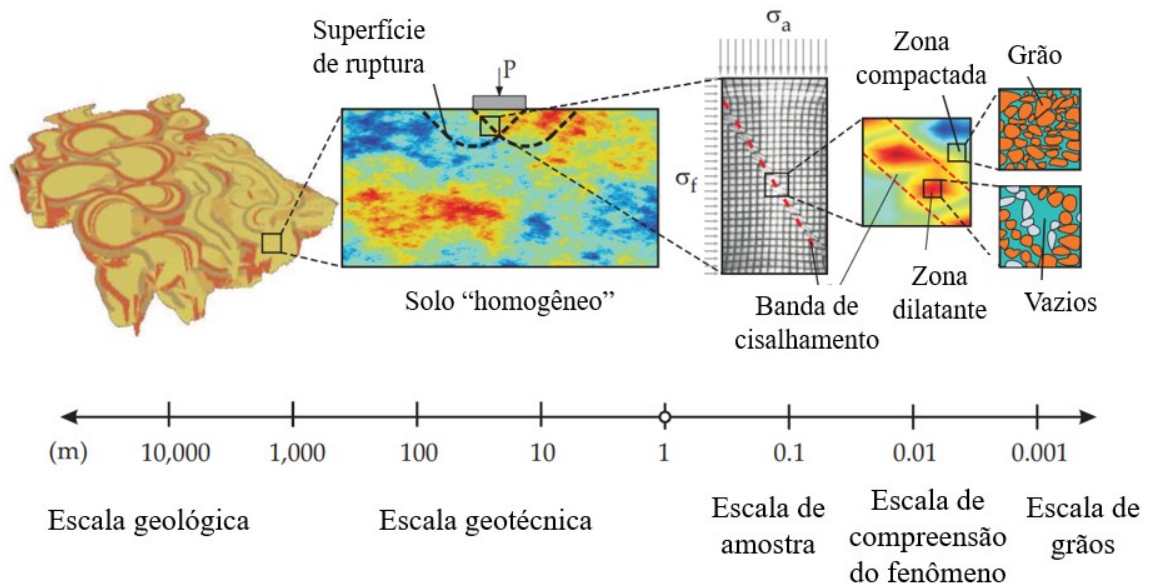 Superfície
de ruptura
P
σa
Zona
compactada
Grão
σf
Solo “homogêneo”
Banda de
cisalhamento
Zona
dilatante
Vazios
(m)
10,000
1,000
100
10
1
0.1
0.01
0.001
Escala geológica
Escala geotécnica
Escala de
amostra
Escala de
compreensão
do fenômeno
Escala de
grãos